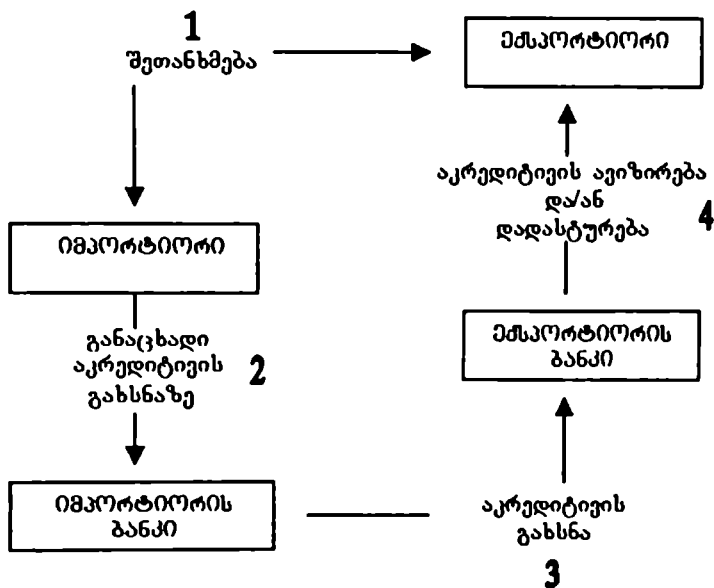 1
შეთანხმება
ექსპორტიორი
აკრედიტივის ავიზირება
და/ან
დადასტურება
4
იმპორტიორი
განაცხადი
აკრედიტივის
გახსნაზე
2
ექსპორტიორის
ბანკი
იმპორტიორის
ბანკი
აკრედიტივის
გახსნა
3